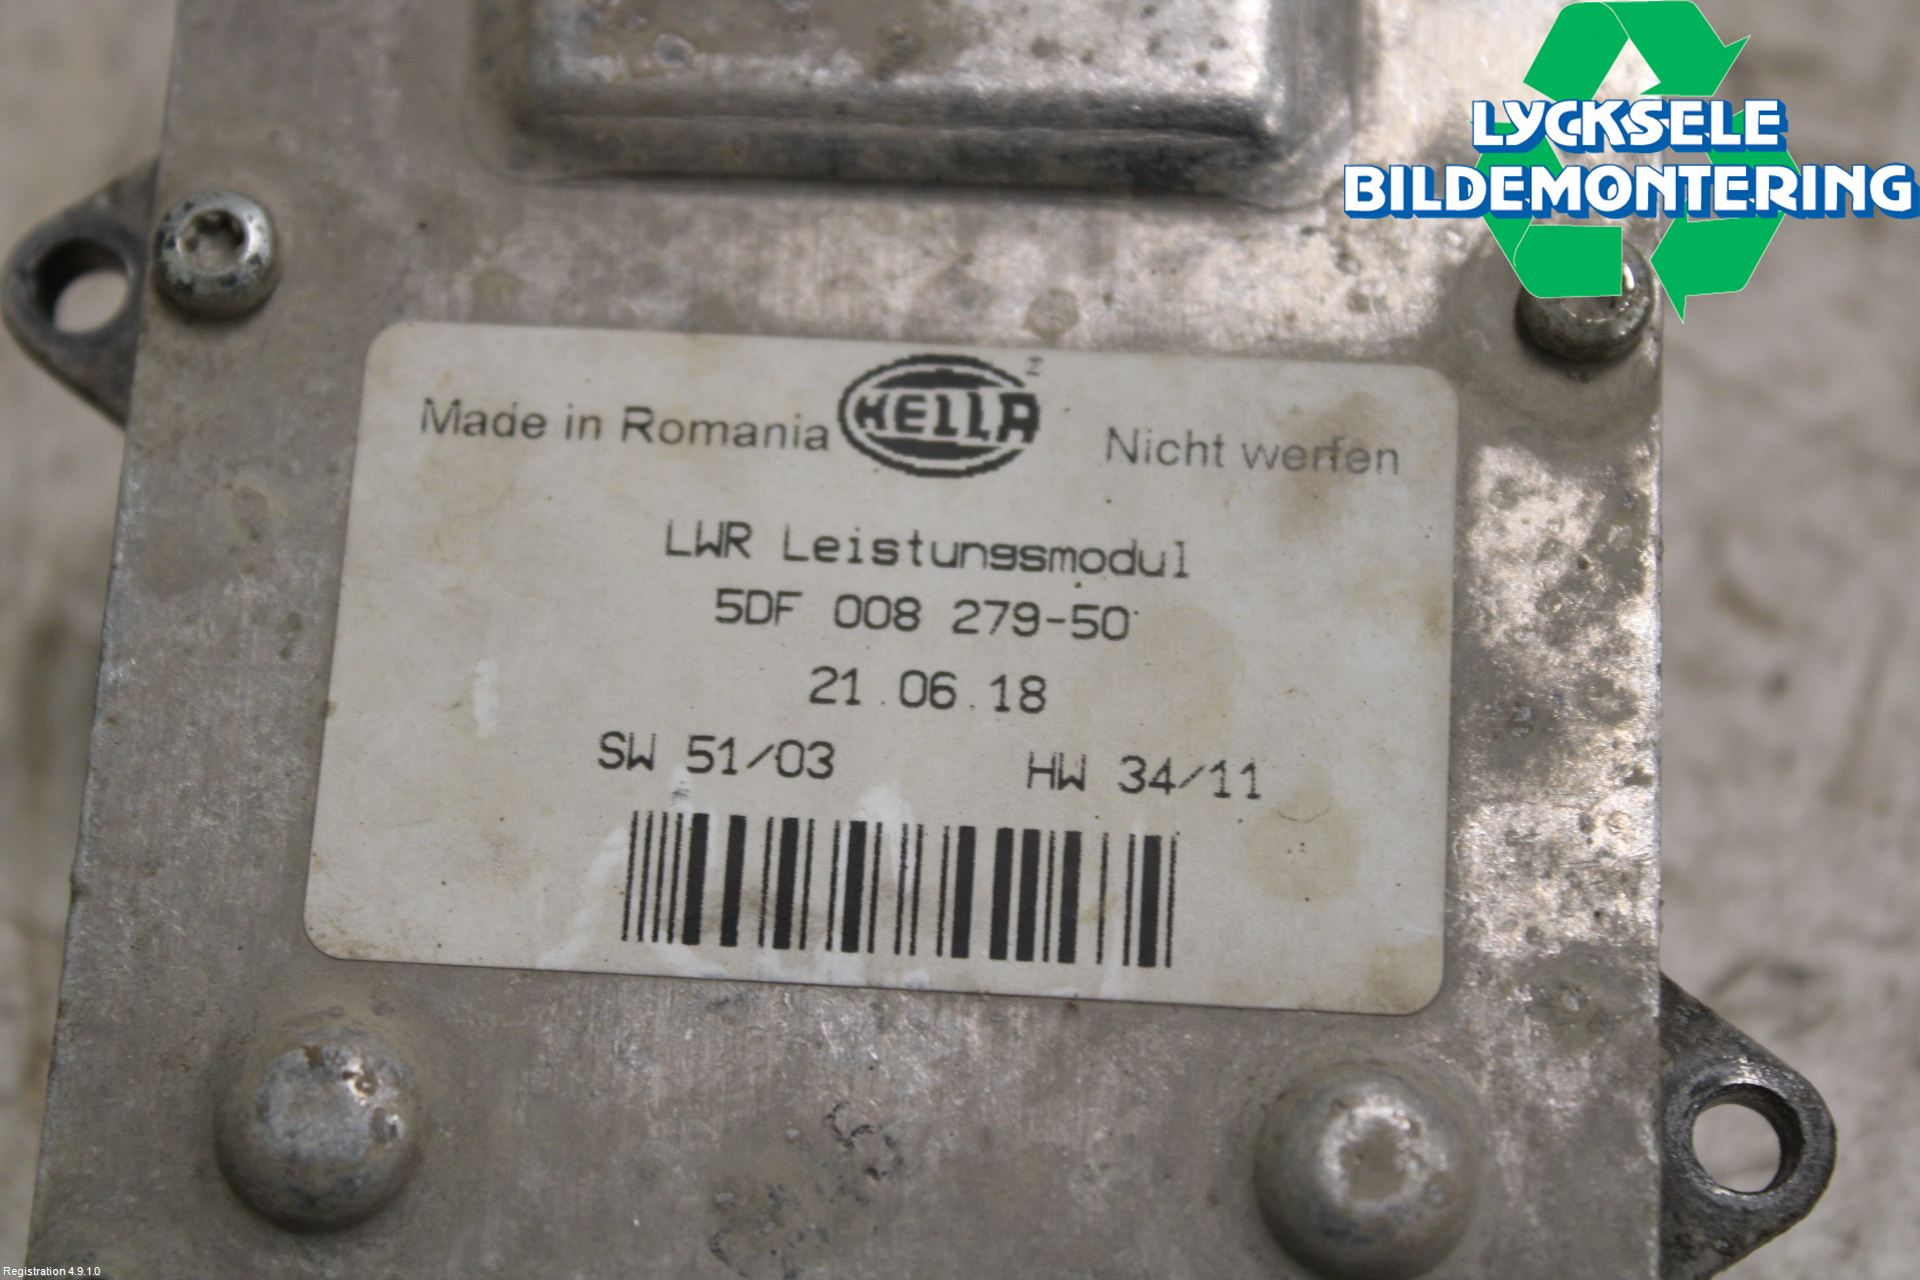 LYCKSELE
BILDEMONTERING
Made in Romania HELLA Nicht werfen
LWR Leistungsmodul
5DF 008 279-50
21.06.18
SW 51/03 HW 34/11
Registration 4.9.1.0